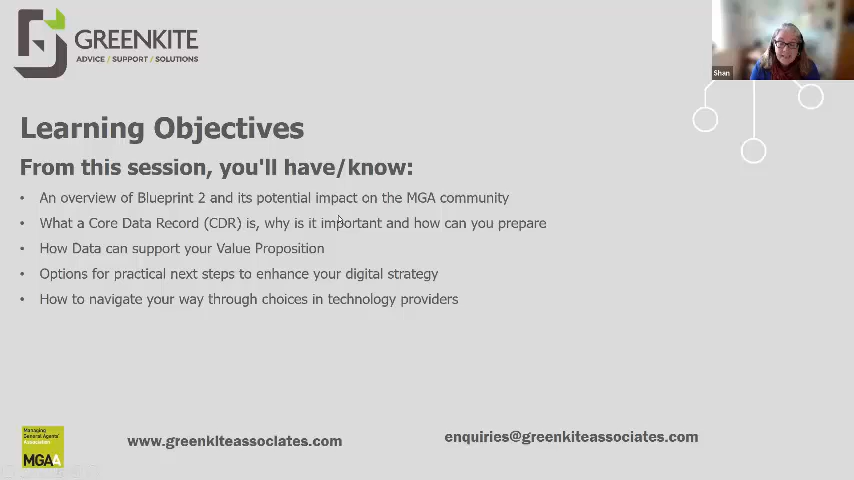 GREENKITE
ADVICE / SUPPORT / SOLUTIONS
Shan
Learning Objectives
From this session, you'll have/know:
• An overview of Blueprint 2 and its potential impact on the MGA community
• What a Core Data Record (CDR) is, why is it important and how can you prepare
• How Data can support your Value Proposition
• Options for practical next steps to enhance your digital strategy
• How to navigate your way through choices in technology providers
Managing
General Agents'
Association
MGAA
www.greenkiteassociates.com
enquiries@greenkiteassociates.com